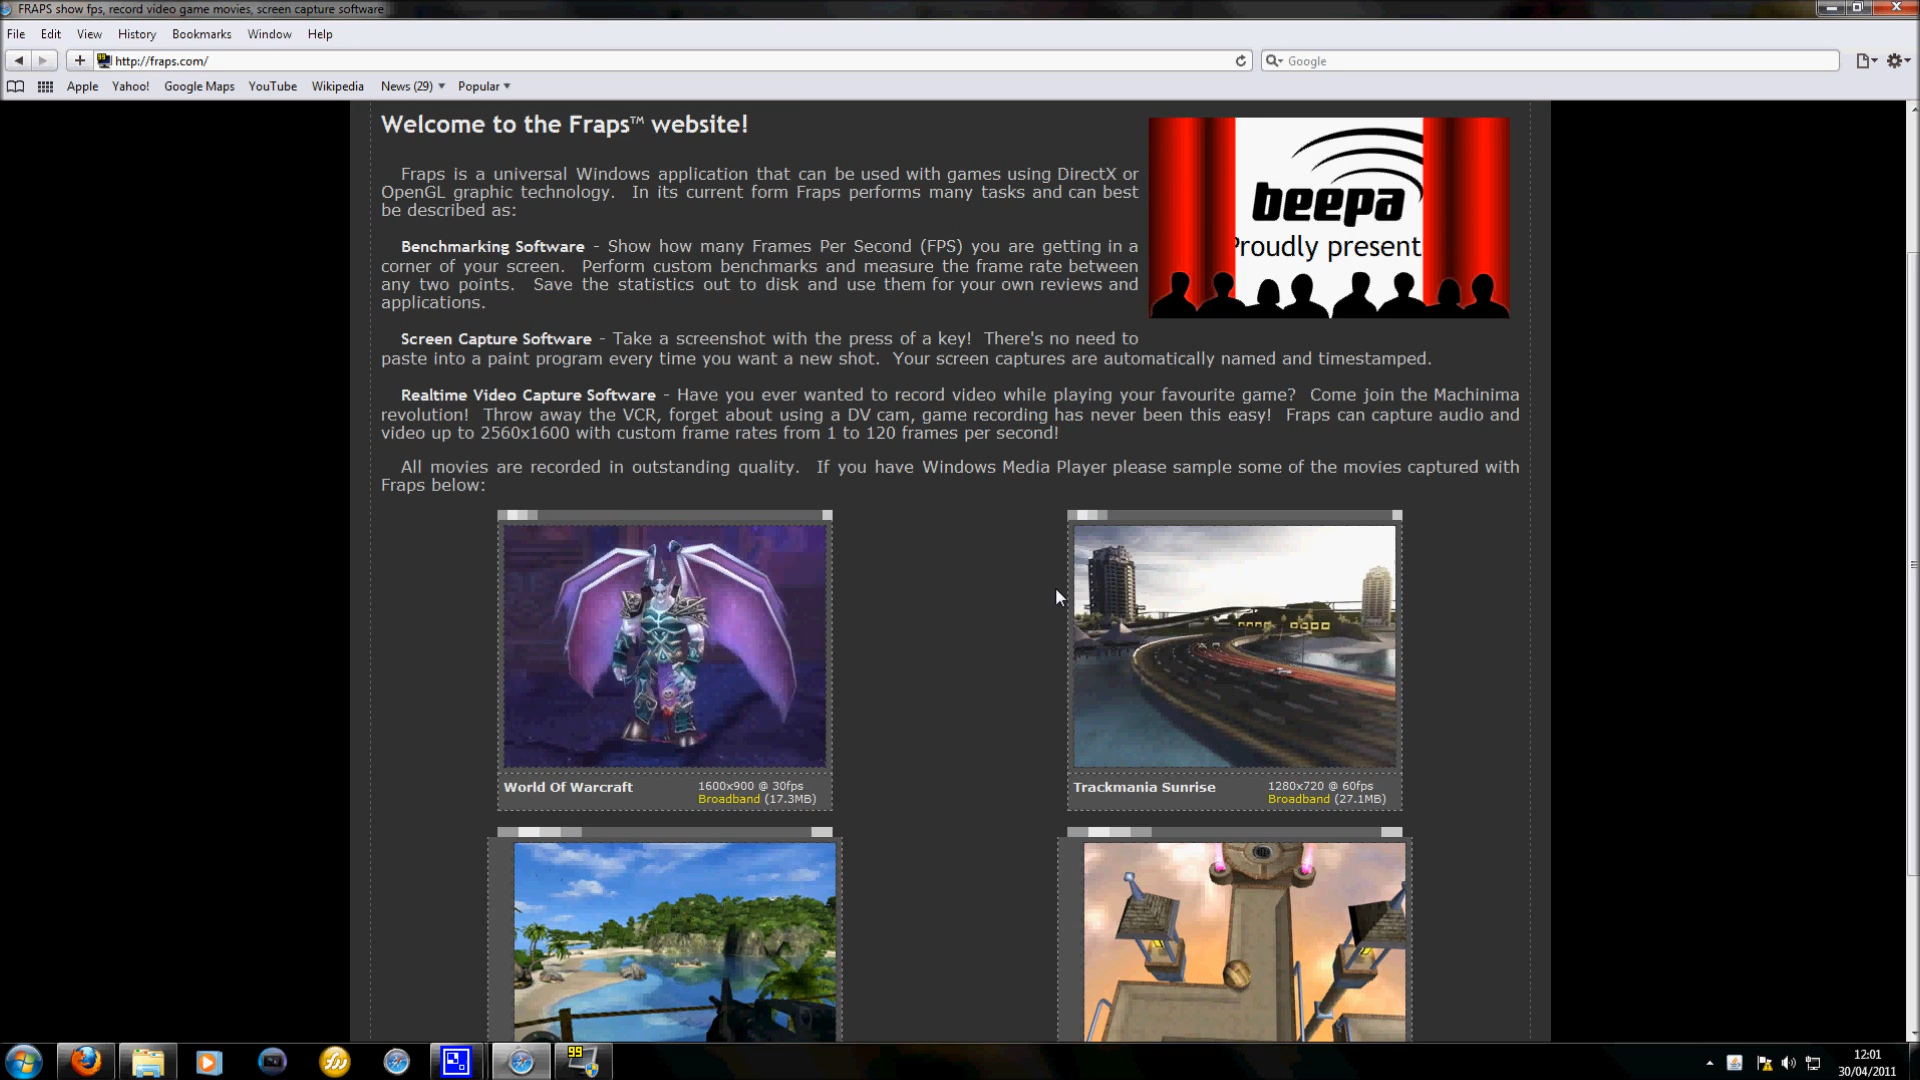 FRAPS show fps, record video game movies, screen capture software
File Edit View History Bookmarks Window Help
http://fraps.com/
Google
Apple Yahoo! Google Maps YouTube Wikipedia News (29) Popular
Welcome to the Fraps™ website!
Fraps is a universal Windows application that can be used with games using DirectX or
OpenGL graphic technology. In its current form Fraps performs many tasks and can best
be described as:
beepa
Proudly present
Benchmarking Software - Show how many Frames Per Second (FPS) you are getting in a
corner of your screen. Perform custom benchmarks and measure the frame rate between
any two points. Save the statistics out to disk and use them for your own reviews and
applications.
Screen Capture Software - Take a screenshot with the press of a key! There's no need to
paste into a paint program every time you want a new shot. Your screen captures are automatically named and timestamped.
Realtime Video Capture Software - Have you ever wanted to record video while playing your favourite game? Come join the Machinima
revolution! Throw away the VCR, forget about using a DV cam, game recording has never been this easy! Fraps can capture audio and
video up to 2560x1600 with custom frame rates from 1 to 120 frames per second!
All movies are recorded in outstanding quality. If you have Windows Media Player please sample some of the movies captured with
Fraps below:
World Of Warcraft 1600x900 @ 30fps
Broadband (17.3MB)
Trackmania Sunrise 1280x720 @ 60fps
Broadband (27.1MB)
99
12:01
30/04/2011